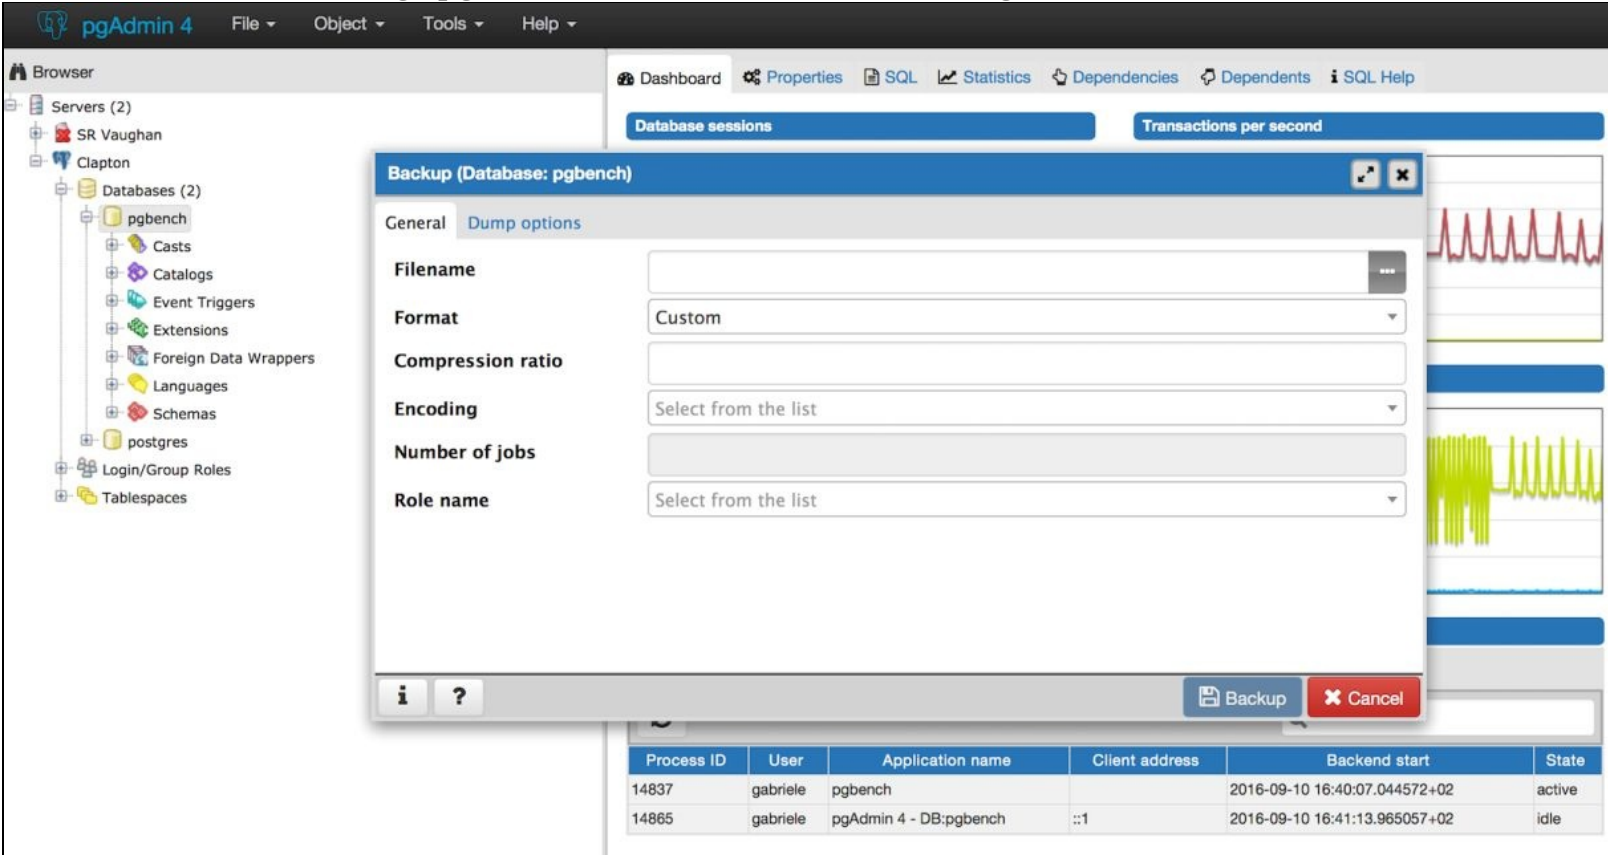 pgAdmin 4 File Object Tools Help
Browser
Servers (2)
SR Vaughan
Clapton
Databases (2)
pgbench
Casts
Catalogs
Event Triggers
Extensions
Foreign Data Wrappers
Languages
Schemas
postgres
Login/Group Roles
Tablespaces
Dashboard Properties SQL Statistics Dependencies Dependents SQL Help
Database sessions Transactions per second
Backup (Database: pgbench)
General Dump options
Filename
Format Custom
Compression ratio
Encoding Select from the list
Number of jobs
Role name Select from the list
i ? Backup Cancel
Process ID User Application name Client address Backend start State
14837 gabriele pgbench 2016-09-10 16:40:07.044572+02 active
14865 gabriele pgAdmin 4 - DB:pgbench ::1 2016-09-10 16:41:13.965057+02 idle